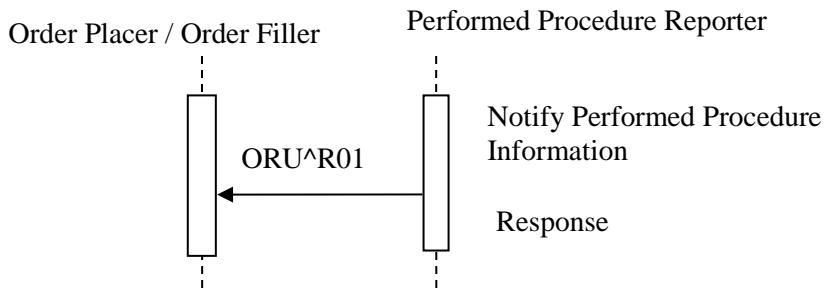 Order Placer / Order Filler
Performed Procedure Reporter
Notify Performed Procedure
Information
ORU^R01
Response